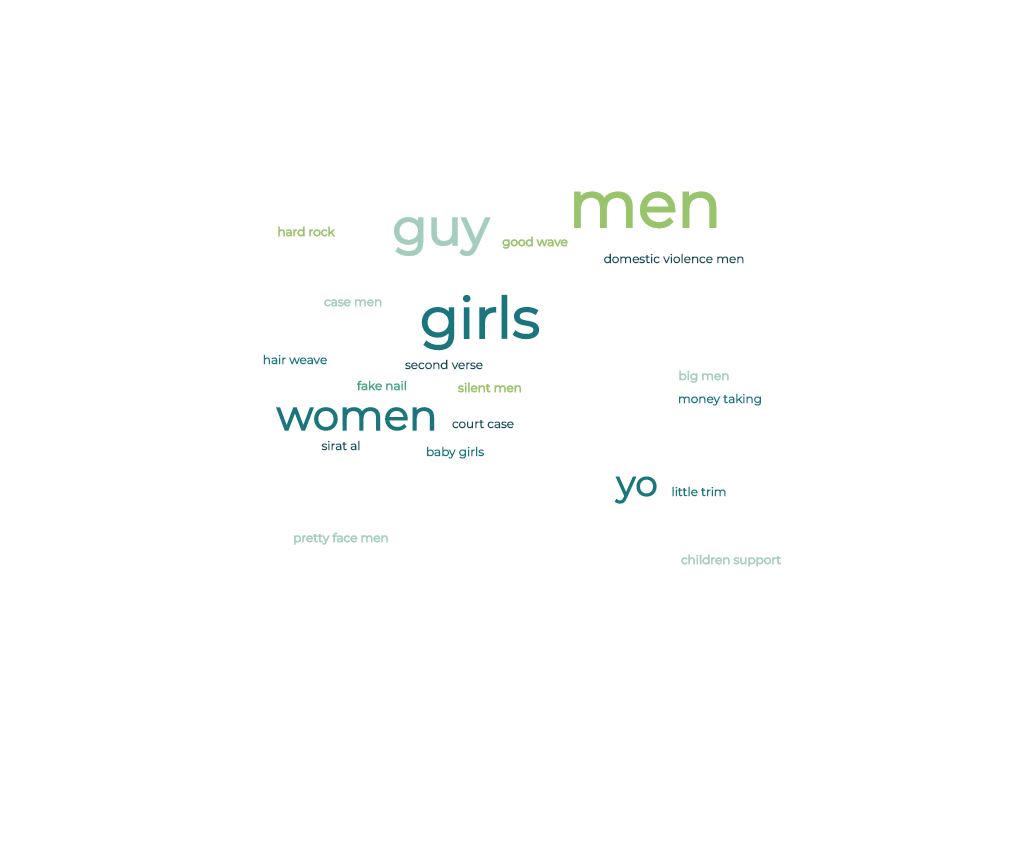 men
guy
hard rock
good wave
domestic violence men
case men
girls
hair weave
second verse
big men
fake nail
silent men
money taking
women
court case
sirat al
baby girls
yo
little trim
pretty face men
children support